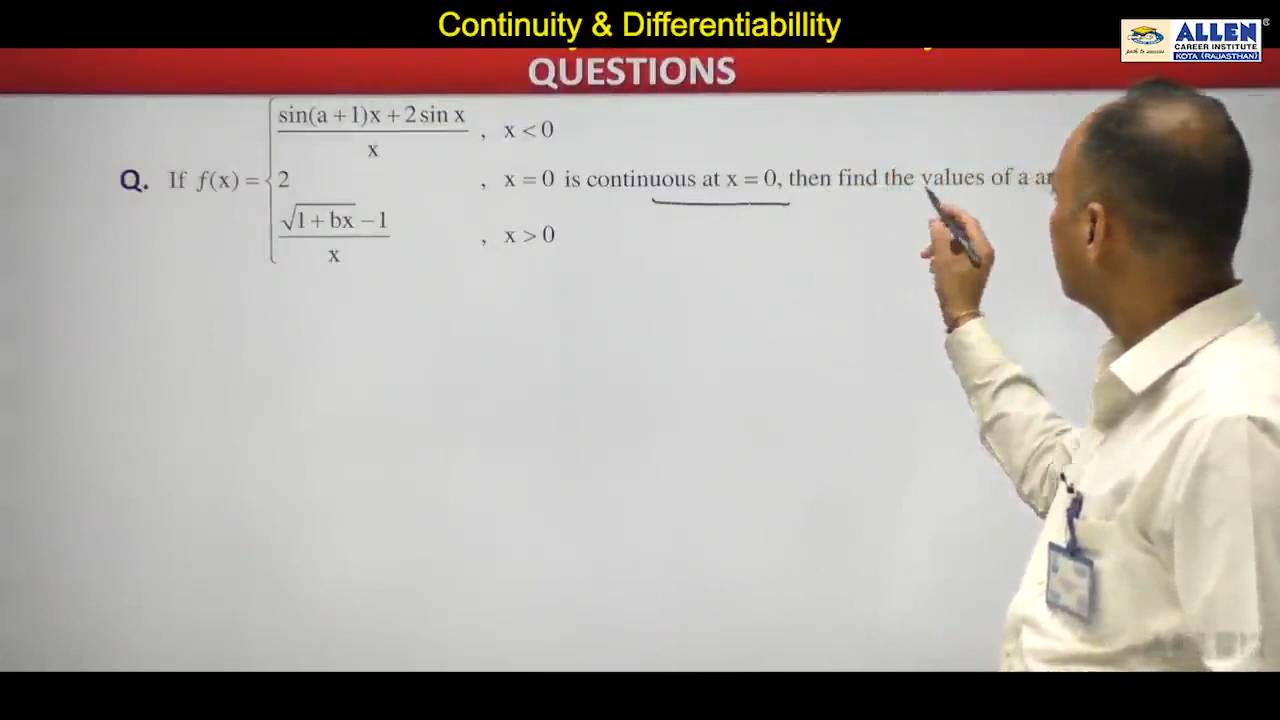 Continuity & Differentiabillity
ALLEN
CAREER INSTITUTE
KOTA (RAJASTHAN)
QUESTIONS
sin(a + 1)x + 2 sin x
x
, x < 0
Q. If f(x) = 2 , x = 0 is continuous at x = 0, then find the values of a
√1 + bx − 1
x
, x > 0